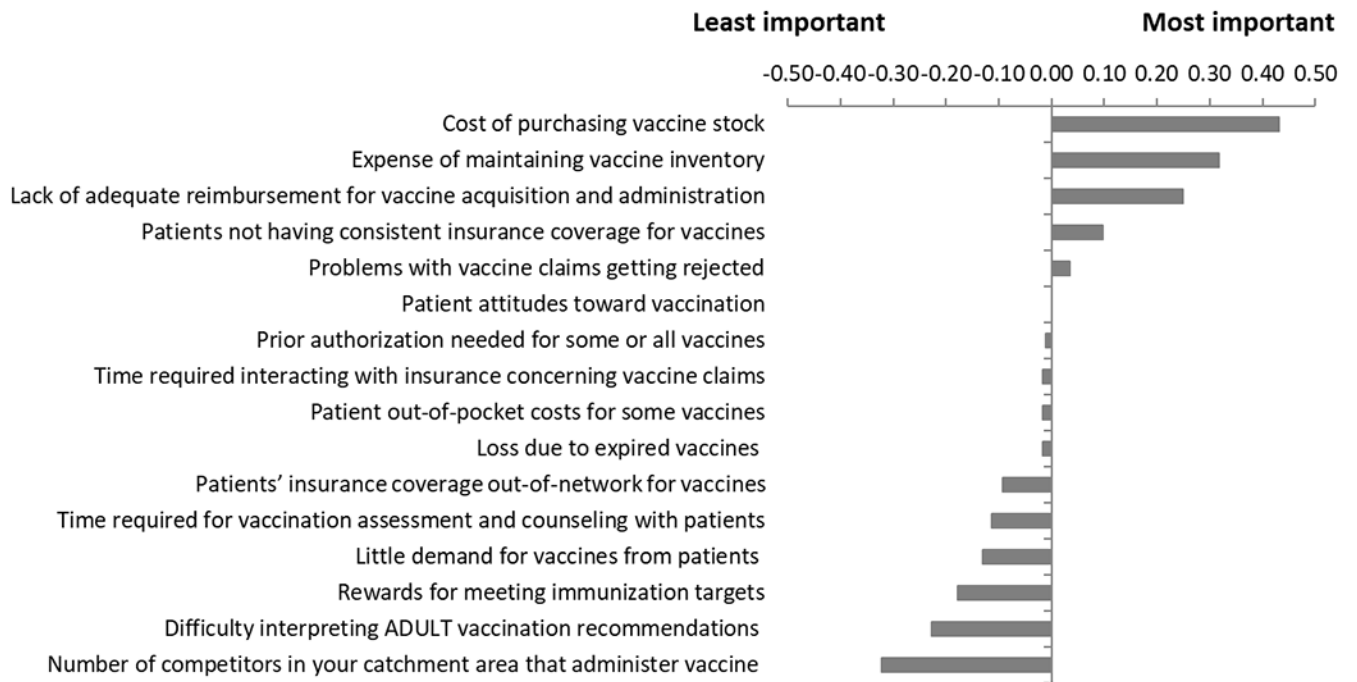 Least important Most important
-0.50-0.40-0.30-0.20-0.10 0.00 0.10 0.20 0.30 0.40 0.50
Cost of purchasing vaccine stock
Expense of maintaining vaccine inventory
Lack of adequate reimbursement for vaccine acquisition and administration
Patients not having consistent insurance coverage for vaccines
Problems with vaccine claims getting rejected
Patient attitudes toward vaccination
Prior authorization needed for some or all vaccines
Time required interacting with insurance concerning vaccine claims
Patient out-of-pocket costs for some vaccines
Loss due to expired vaccines
Patients’ insurance coverage out-of-network for vaccines
Time required for vaccination assessment and counseling with patients
Little demand for vaccines from patients
Rewards for meeting immunization targets
Difficulty interpreting ADULT vaccination recommendations
Number of competitors in your catchment area that administer vaccine